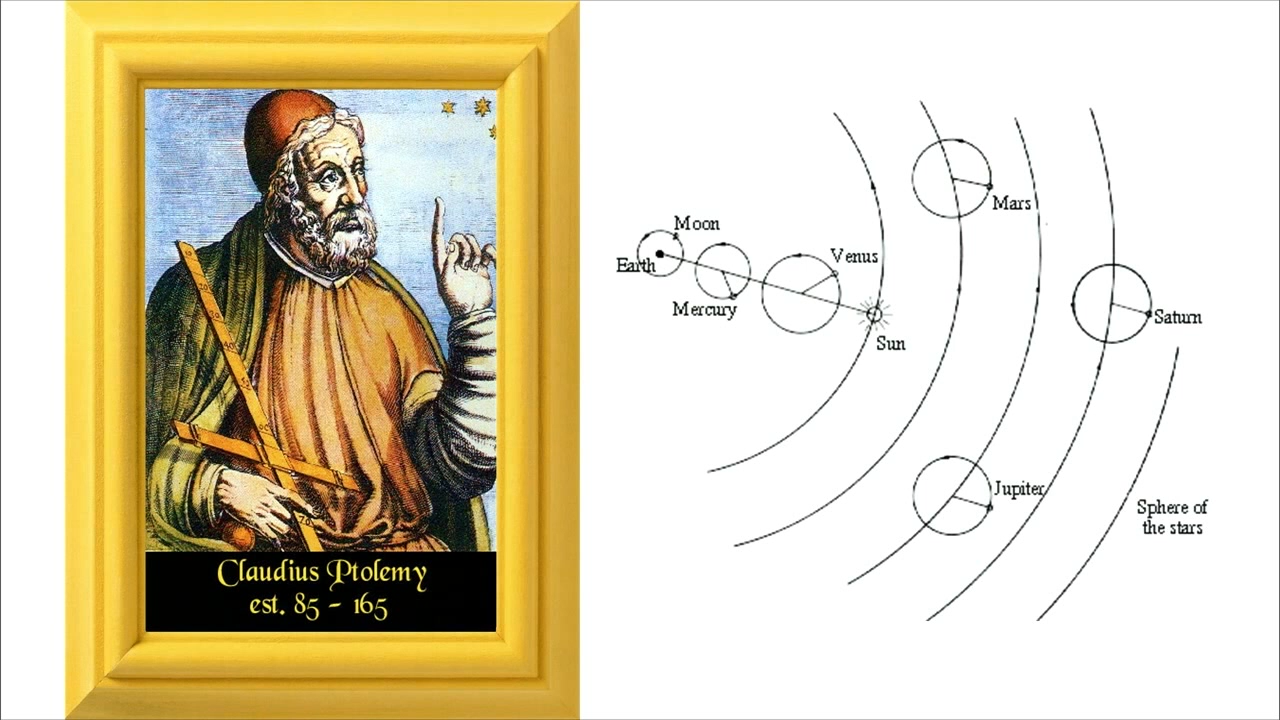 Claudius Ptolemy
est. 85 - 165
Moon
Earth
Mercury
Venus
Sun
Mars
Saturn
Jupiter
Sphere of
the stars